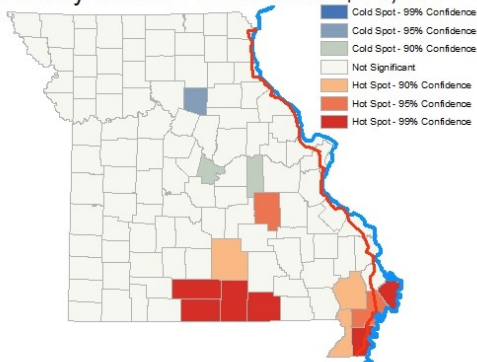 Cold Spot - 99% Confidence
Cold Spot - 95% Confidence
Cold Spot - 90% Confidence
Not Significant
Hot Spot - 90% Confidence
Hot Spot - 95% Confidence
Hot Spot - 99% Confidence